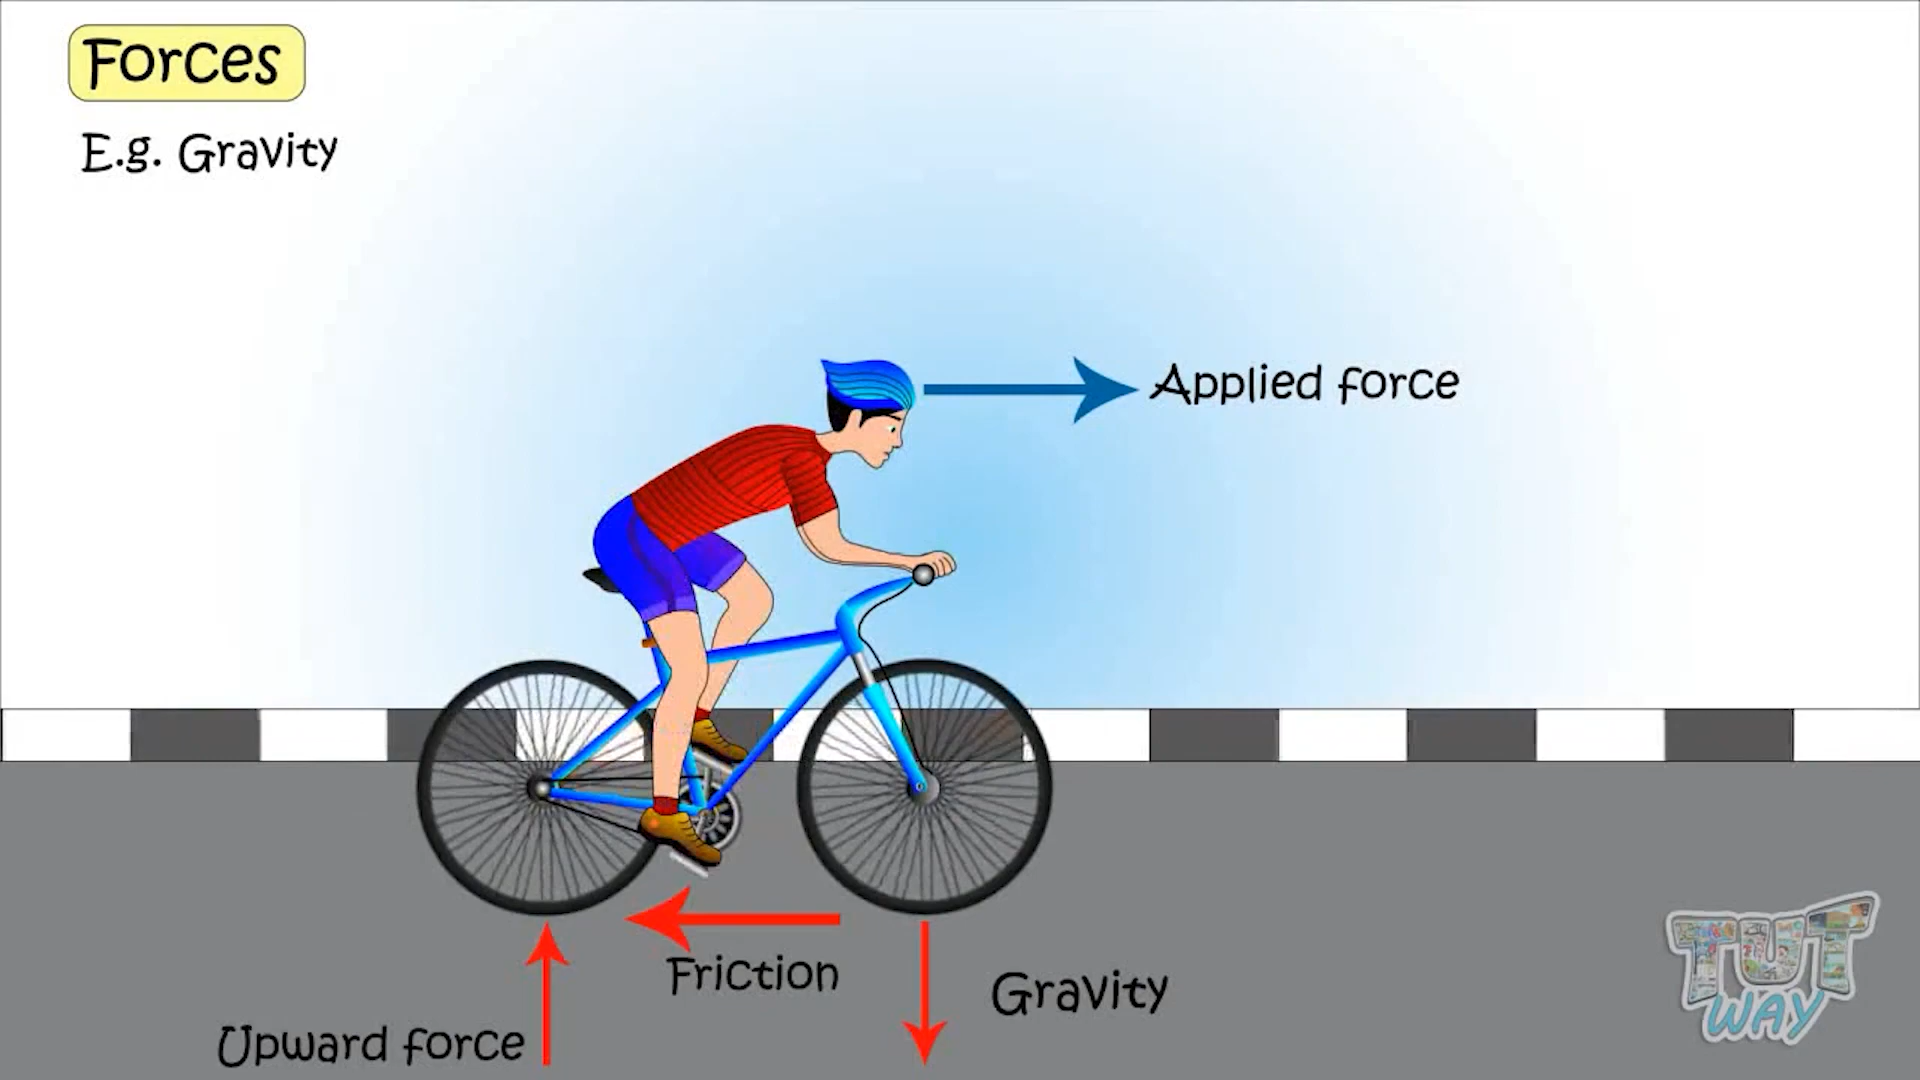 Forces
E.g. Gravity
Applied force
Friction
Gravity
Upward force
TUT
WAY